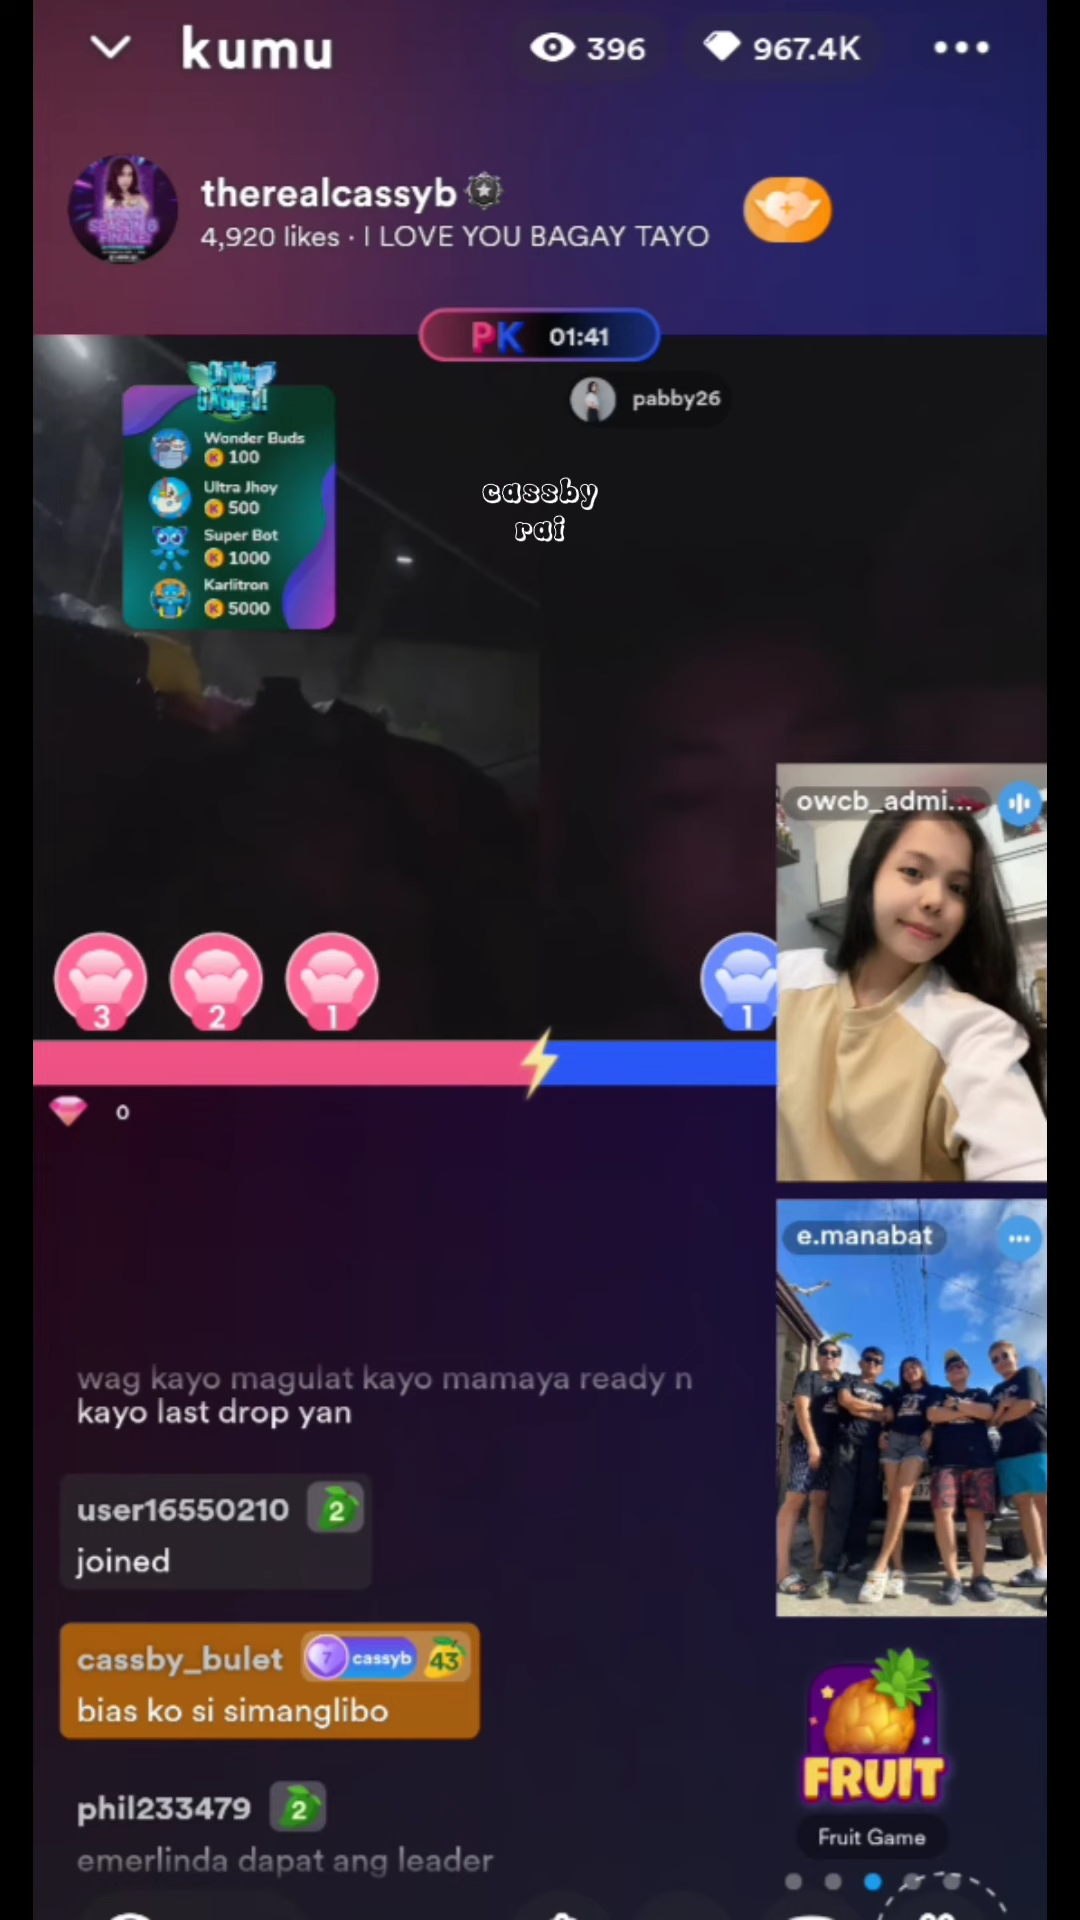 kumu
396
967.4K
therealcassyb
4,920 likes · I LOVE YOU BAGAY TAYO
PK 01:41
Oh My
Gadget!
Wonder Buds
100
Ultra Jhoy
500
Super Bot
1000
Karlitron
5000
pabby26
cassby
rai
owcb_admi...
3
2
1
1
0
e.manabat
wag kayo magulat kayo mamaya ready n
kayo last drop yan
user16550210 2
joined
cassby_bulet 7 cassyb 43
bias ko si simanglibo
phil233479 2
emerlinda dapat ang leader
FRUIT
Fruit Game